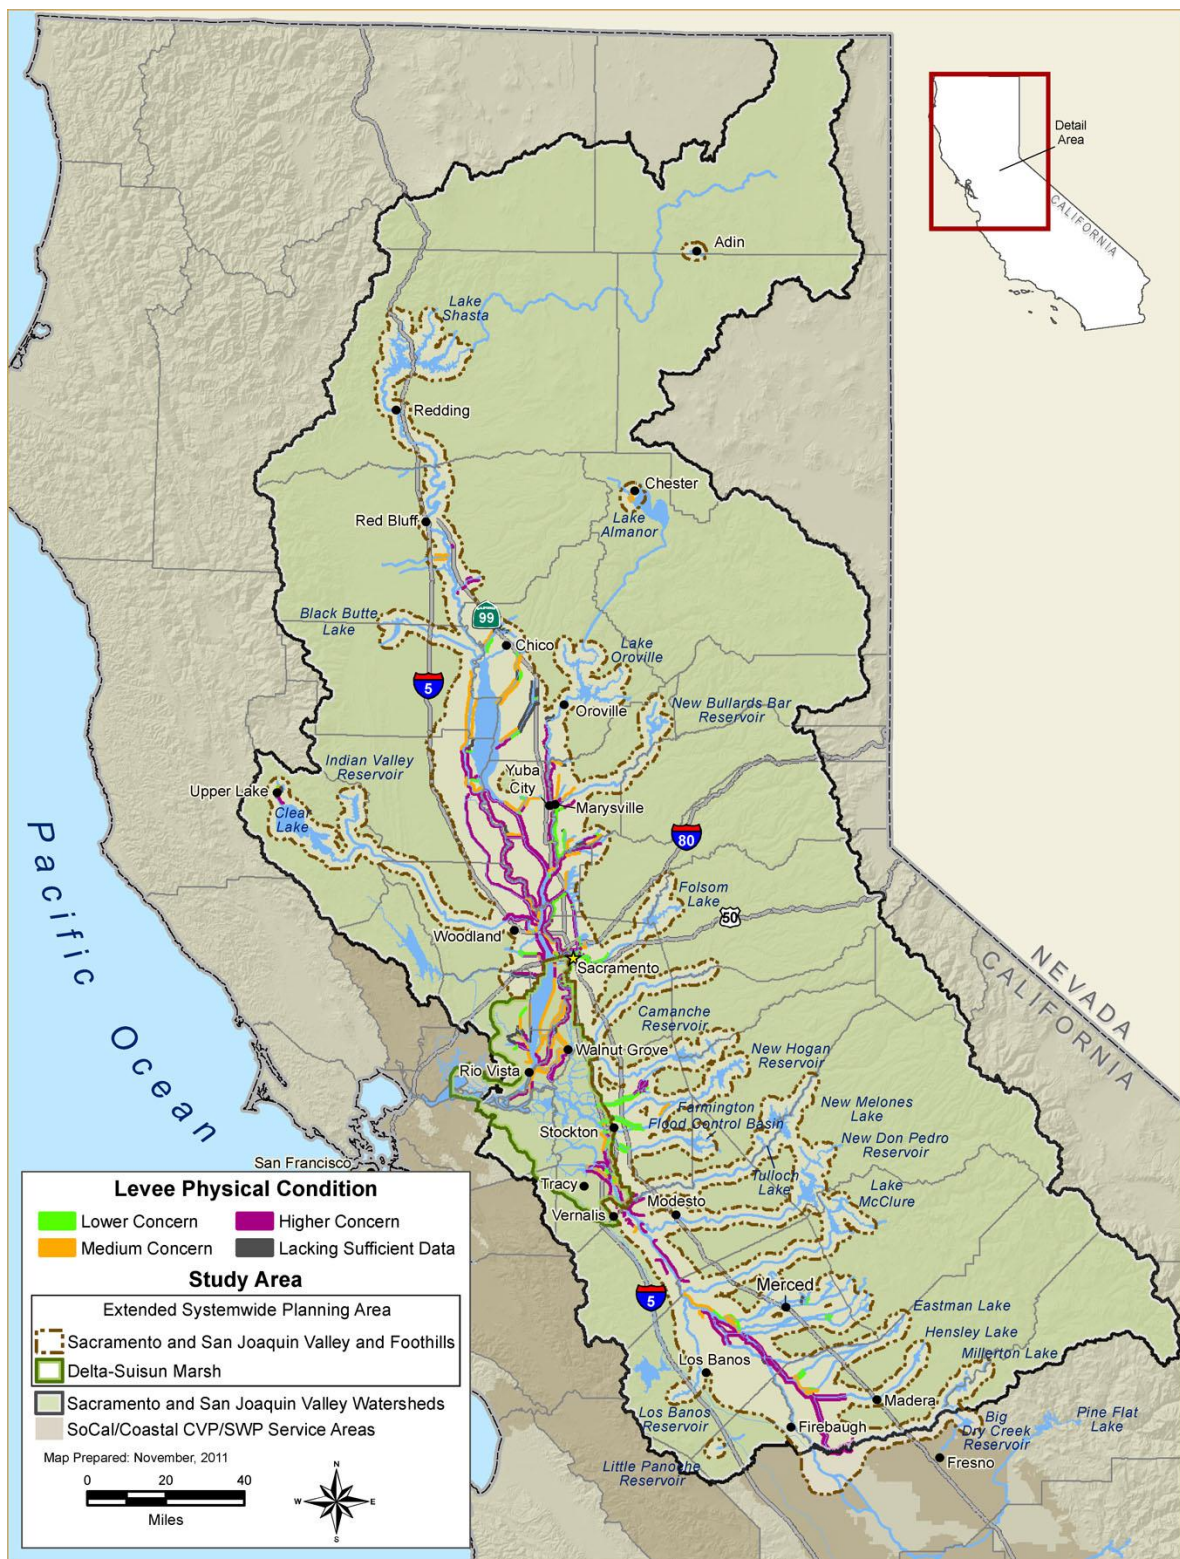 Detail
Area
CALIFORNIA
Adin
Lake
Shasta
Redding
Chester
Lake
Almanor
Red Bluff
Black Butte
Lake
99
Chico
Lake
Oroville
5
Oroville
New Bullards Bar
Reservoir
Indian Valley
Reservoir
Yuba
City
Upper Lake
Marysville
Clear
Lake
80
Folsom
Lake
50
Woodland
Sacramento
NEVADA
CALIFORNIA
Pacific
Ocean
Camanche
Reservoir
Walnut Grove
New Hogan
Reservoir
Rio Vista
Farmington
Flood Control Basin
New Melones
Lake
Stockton
New Don Pedro
Reservoir
San Francisco
Tulloch
Lake
Tracy
Lake
McClure
Modesto
Vernalis
5
Merced
Eastman Lake
Hensley Lake
Millerton Lake
Los Banos
Madera
Los Banos
Reservoir
Firebaugh
Big
Dry Creek
Reservoir
Pine Flat
Lake
Fresno
Little Panoche
Reservoir
Levee Physical Condition
Lower Concern
Higher Concern
Medium Concern
Lacking Sufficient Data
Study Area
Extended Systemwide Planning Area
Sacramento and San Joaquin Valley and Foothills
Delta-Suisun Marsh
Sacramento and San Joaquin Valley Watersheds
SoCal/Coastal CVP/SWP Service Areas
Map Prepared: November, 2011
0 20 40
Miles
N
W E
S